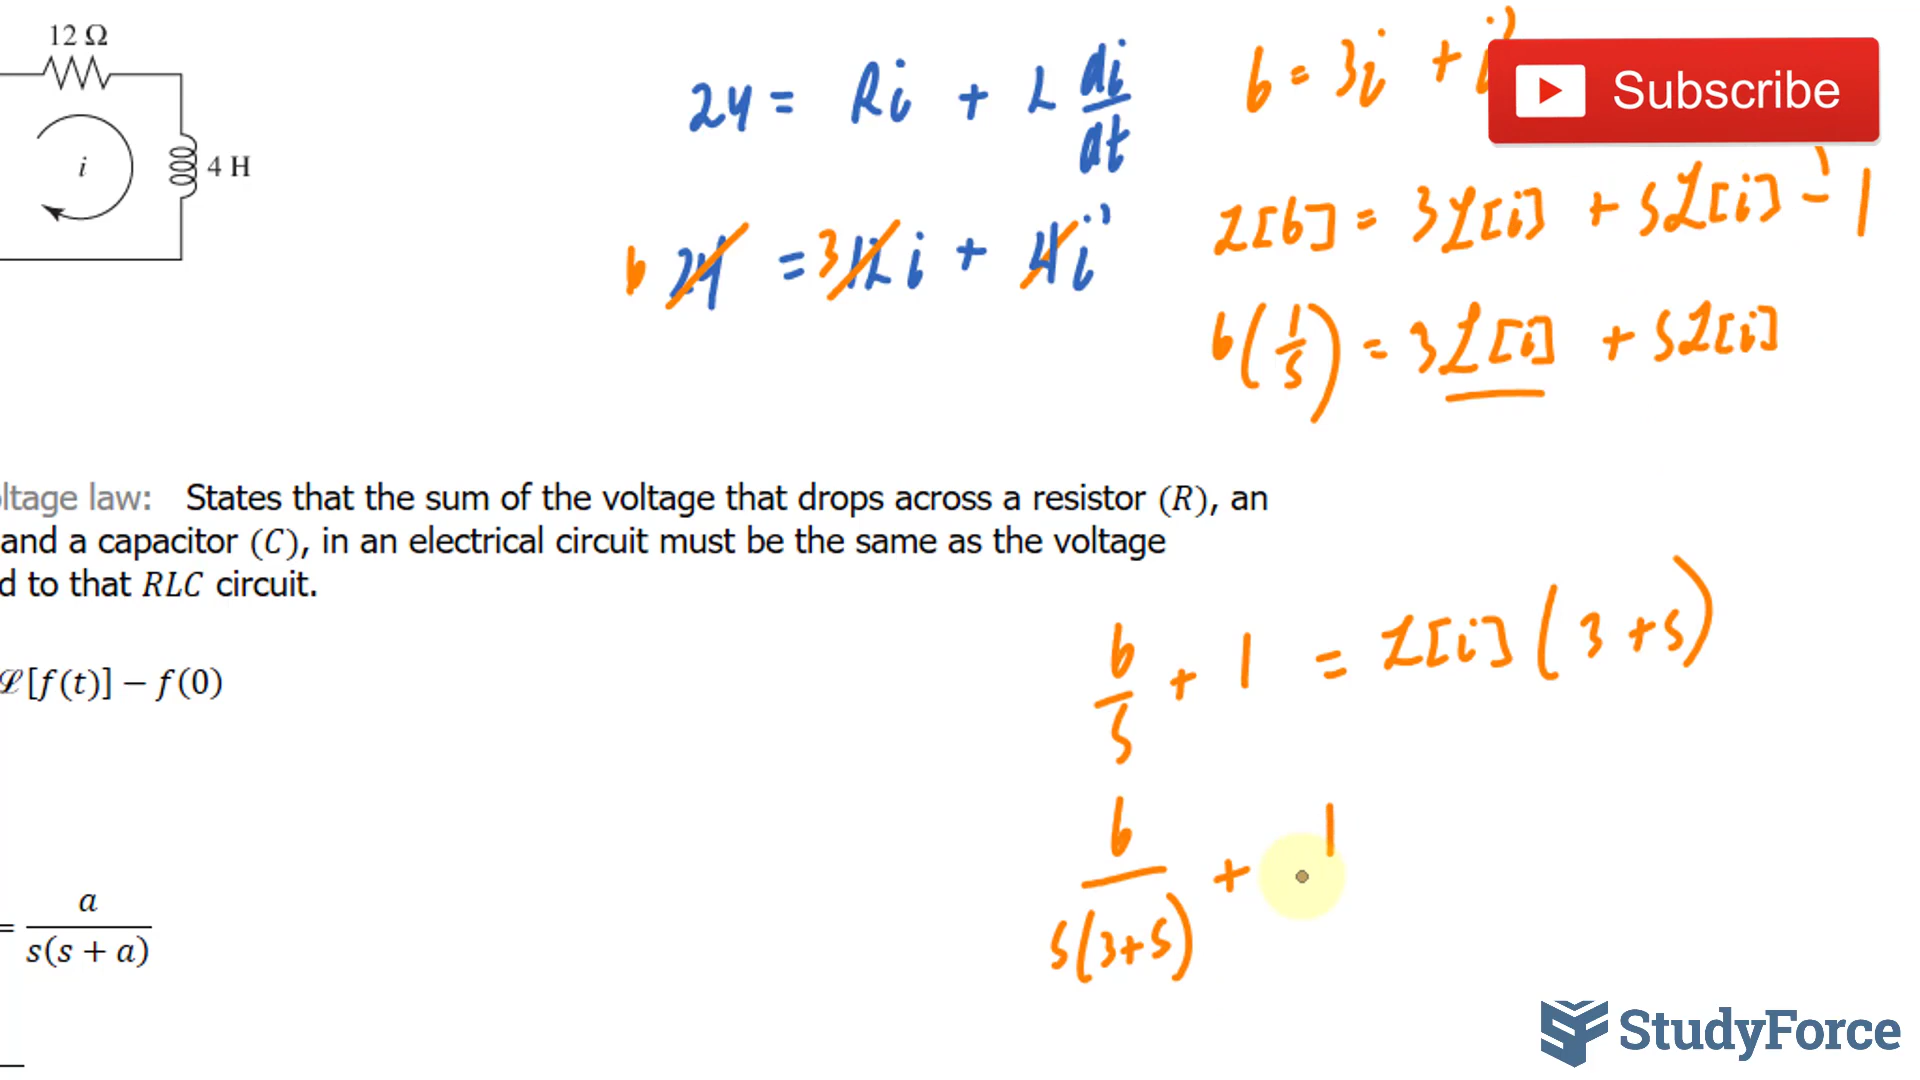 12 Ω
i
4 H
24 = Ri + L di/dt
6 24 = 3 12 i + 4i'
6 = 3i + i'
Subscribe
ℒ[6] = 3ℒ[i] + sℒ[i] - 1
6(1/s) = 3ℒ[i] + sℒ[i]
ltage law: States that the sum of the voltage that drops across a resistor (R), an
and a capacitor (C), in an electrical circuit must be the same as the voltage
d to that RLC circuit.
ℒ[f(t)] − f(0)
6/s + 1 = ℒ[i](3+s)
6/s(3+s) + 1
= a/s(s + a)
StudyForce